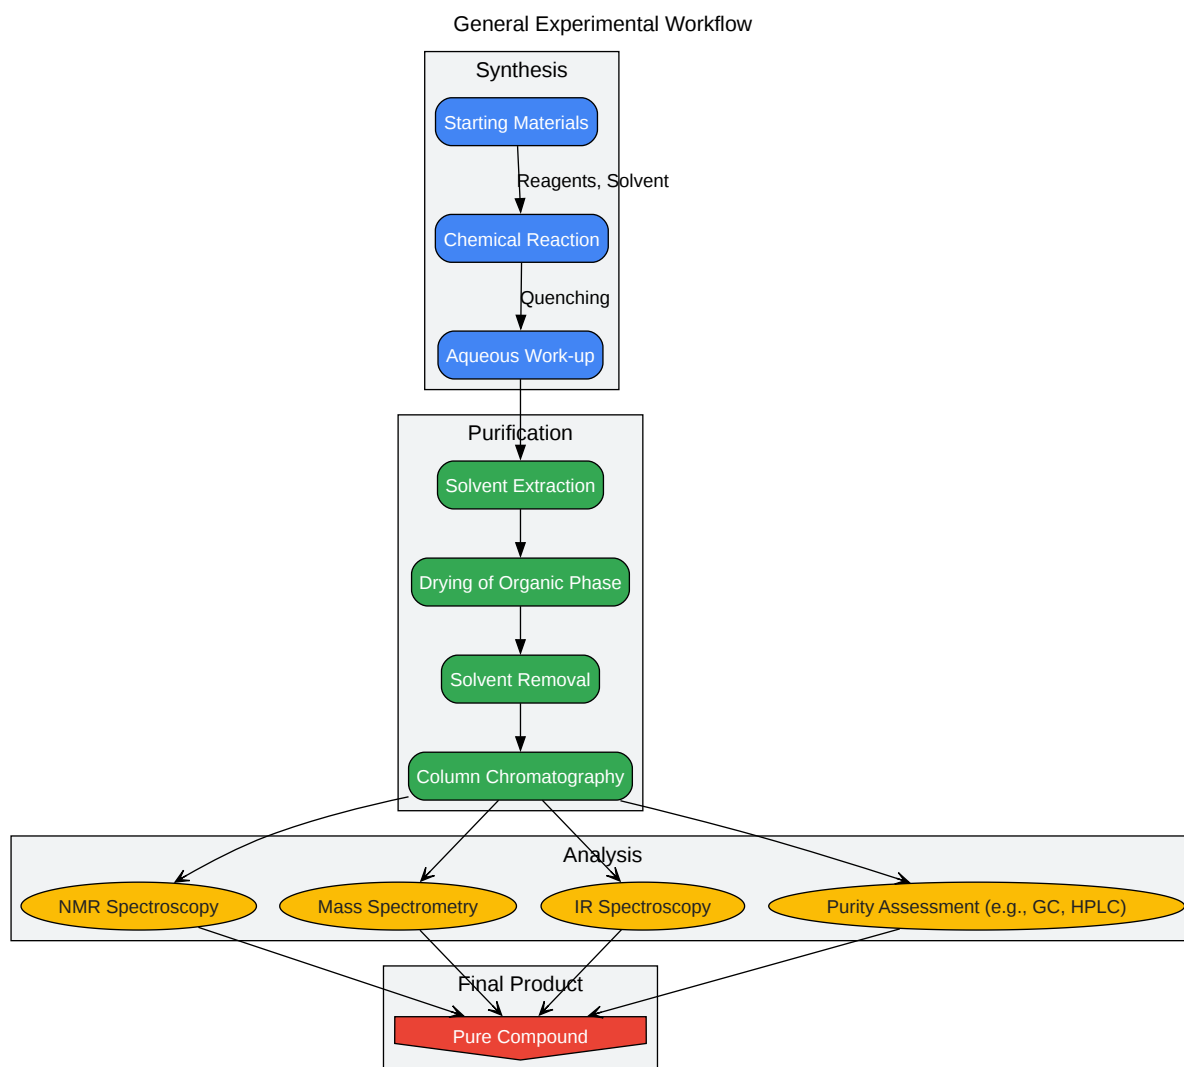 General Experimental Workflow
Synthesis
Starting Materials
Reagents, Solvent
Chemical Reaction
Quenching
Aqueous Work-up
Purification
Solvent Extraction
Drying of Organic Phase
Solvent Removal
Column Chromatography
Analysis
NMR Spectroscopy
Mass Spectrometry
IR Spectroscopy
Purity Assessment (e.g., GC, HPLC)
Final Product
Pure Compound